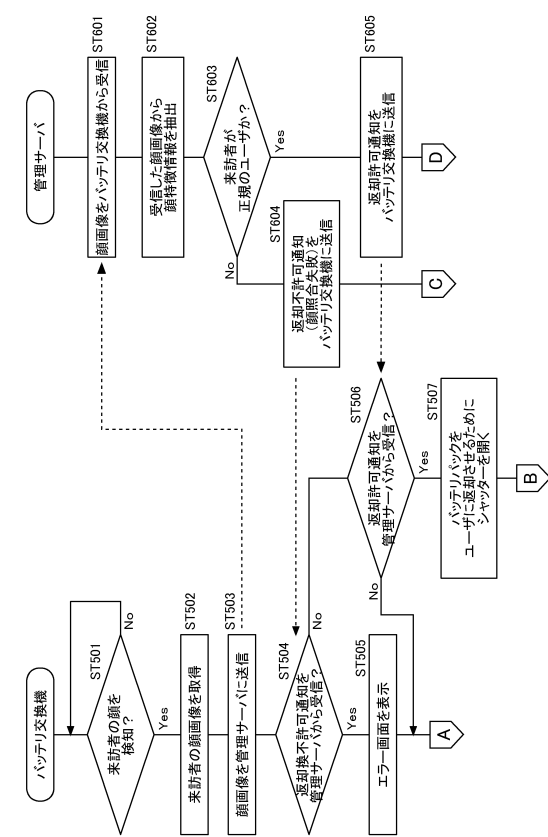 バッテリ交換機
ST501
来訪者の顔を
検知？
No
Yes
ST502
来訪者の顔画像を取得
ST503
顔画像を管理サーバに送信
ST504
返却換不許可通知を
管理サーバから受信？
No
Yes
ST505
エラー画面を表示
A
ST506
返却許可通知を
管理サーバから受信？
No
Yes
ST507
バッテリパックを
ユーザに返却させるために
シャッターを開く
B
管理サーバ
ST601
顔画像をバッテリ交換機から受信
ST602
受信した顔画像から
顔特徴情報を抽出
ST603
来訪者が
正規のユーザか？
No
Yes
ST604
返却不許可通知
(顔照合失敗)を
バッテリ交換機に送信
C
ST605
返却許可通知を
バッテリ交換機に送信
D